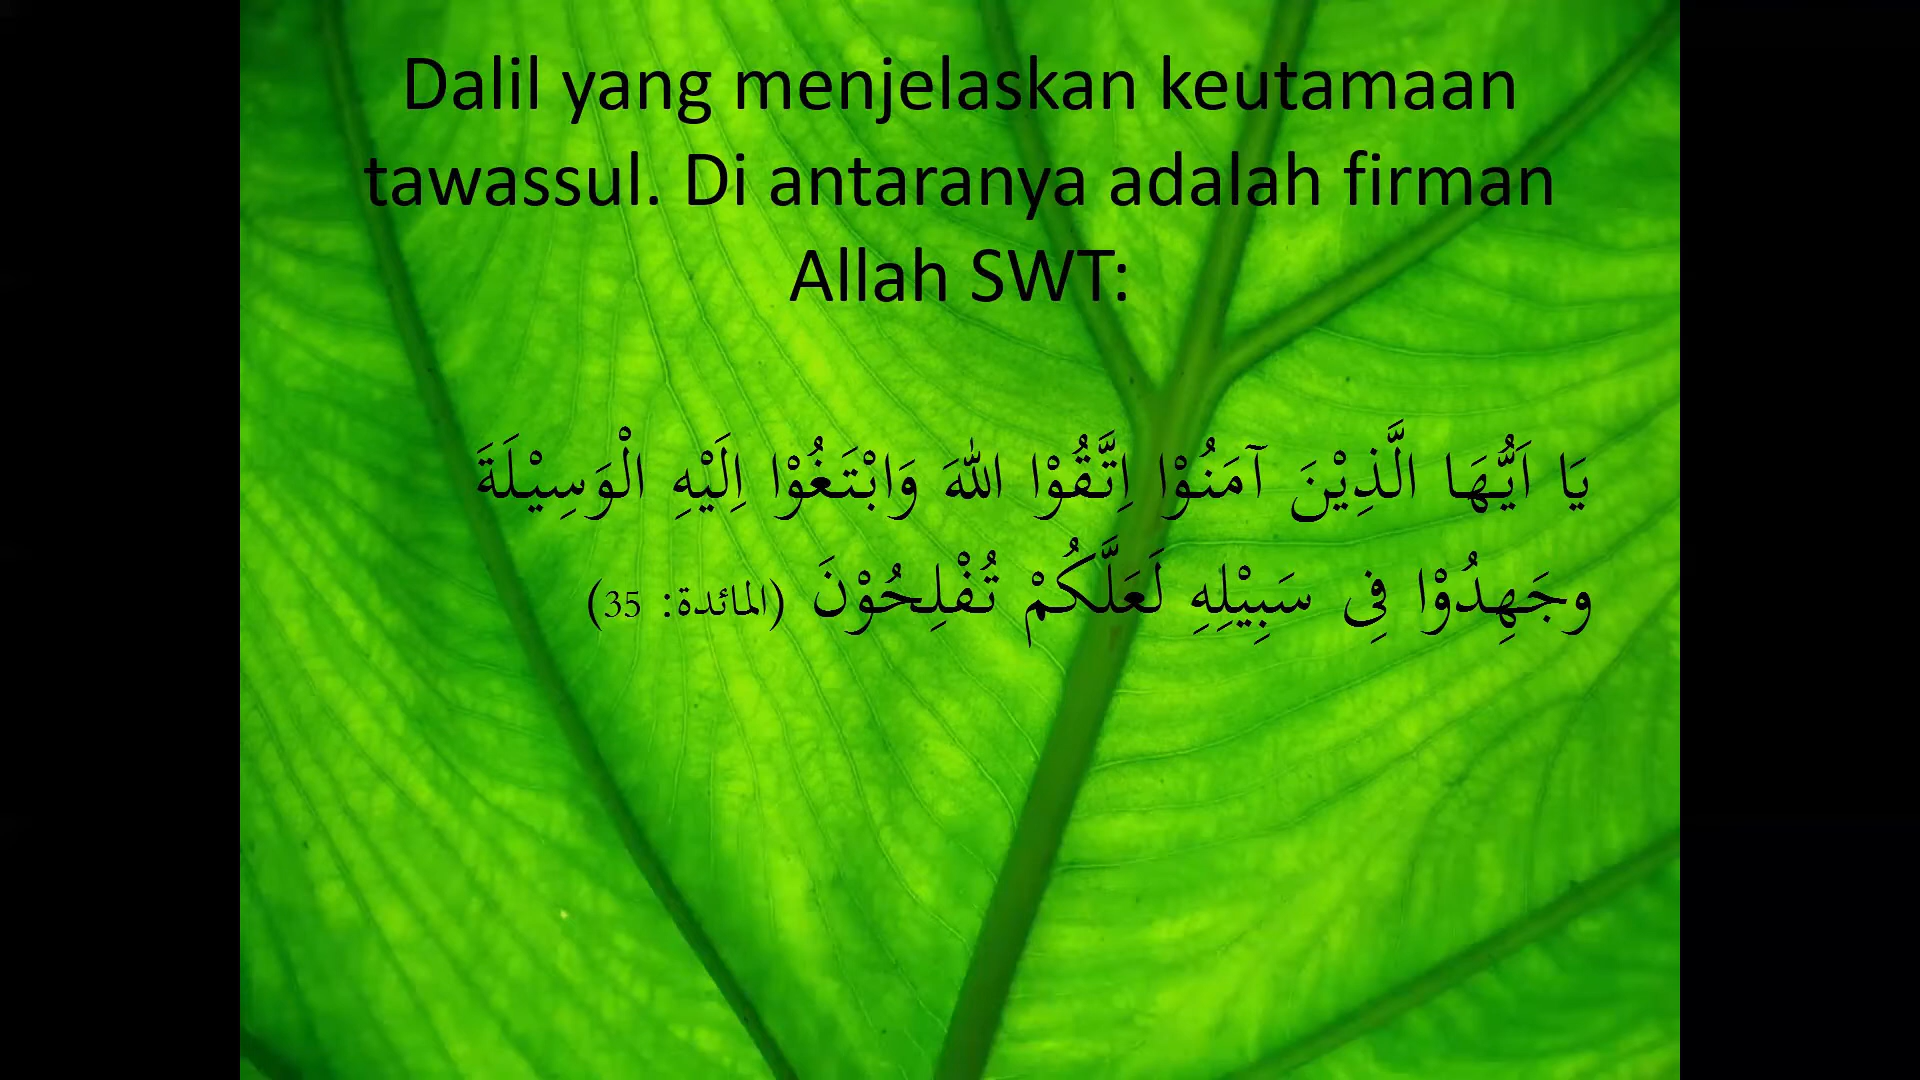 Dalil yang menjelaskan keutamaan
tawassul. Di antaranya adalah firman
Allah SWT:
يَا اَيُّهَا الَّذِيْنَ آمَنُوْا اِتَّقُوْا اللهَ وَابْتَغُوْا اِلَيْهِ الْوَسِيْلَةَ
وجَهِدُوْا فِى سَبِيْلِهِ لَعَلَّكُمْ تُفْلِحُوْنَ (المائدة: 35)